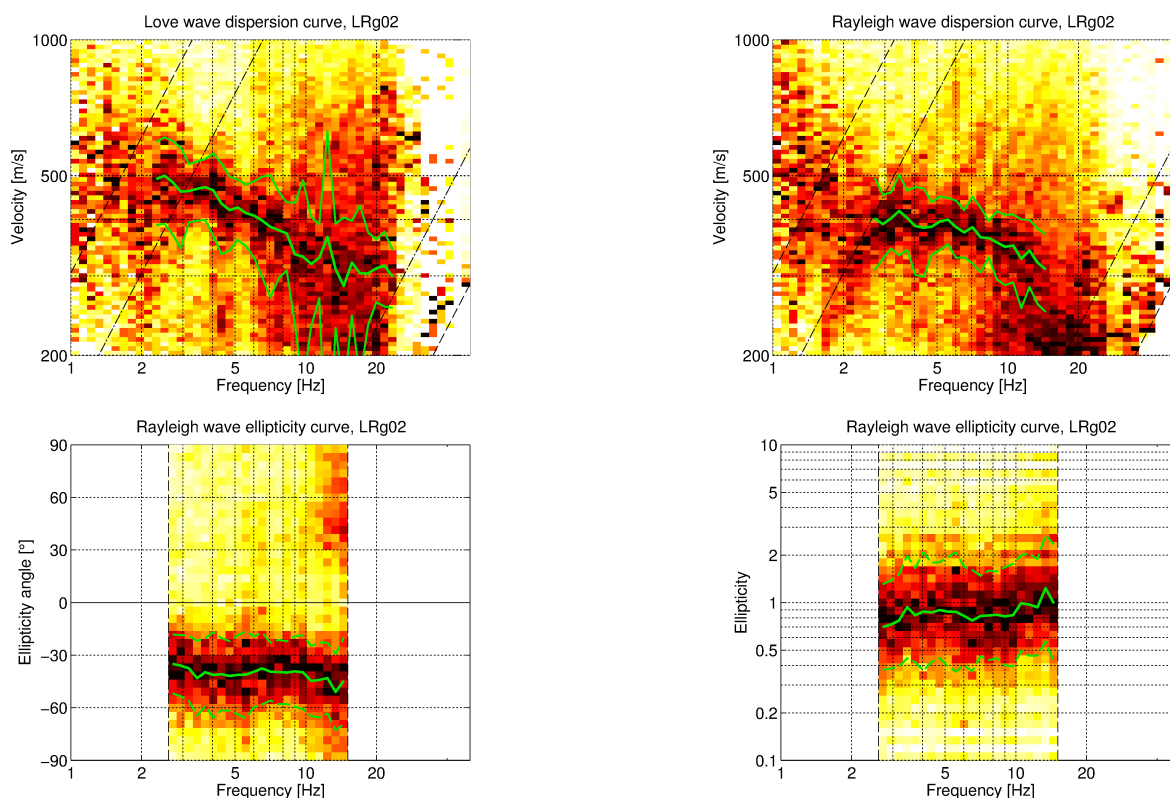 Love wave dispersion curve, LRg02
1000
500
200
Velocity [m/s]
1 2 5 10 20
Frequency [Hz]
Rayleigh wave dispersion curve, LRg02
1000
500
200
Velocity [m/s]
1 2 5 10 20
Frequency [Hz]
Rayleigh wave ellipticity curve, LRg02
90
60
30
0
−30
−60
−90
Ellipticity angle [°]
1 2 5 10 20
Frequency [Hz]
Rayleigh wave ellipticity curve, LRg02
10
5
2
1
0.5
0.2
0.1
Ellipticity
1 2 5 10 20
Frequency [Hz]